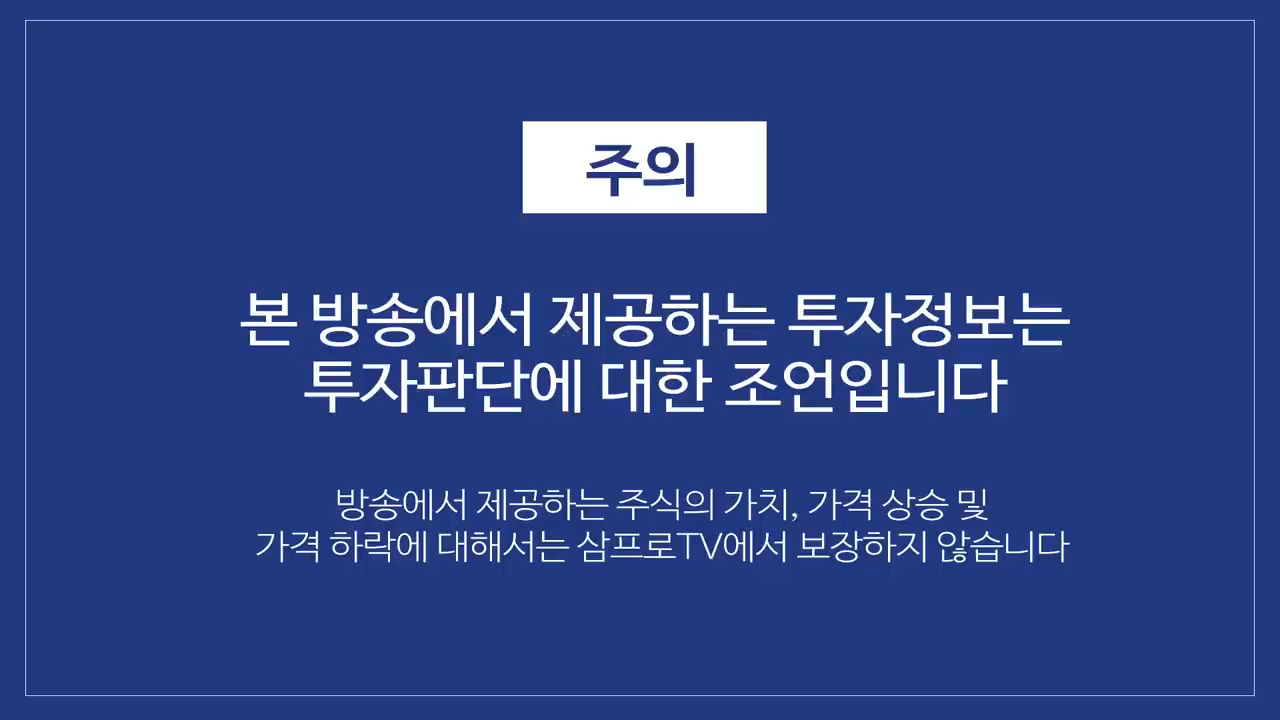 주의
본 방송에서 제공하는 투자정보는
투자판단에 대한 조언입니다
방송에서 제공하는 주식의 가치, 가격 상승 및
가격 하락에 대해서는 삼프로TV에서 보장하지 않습니다